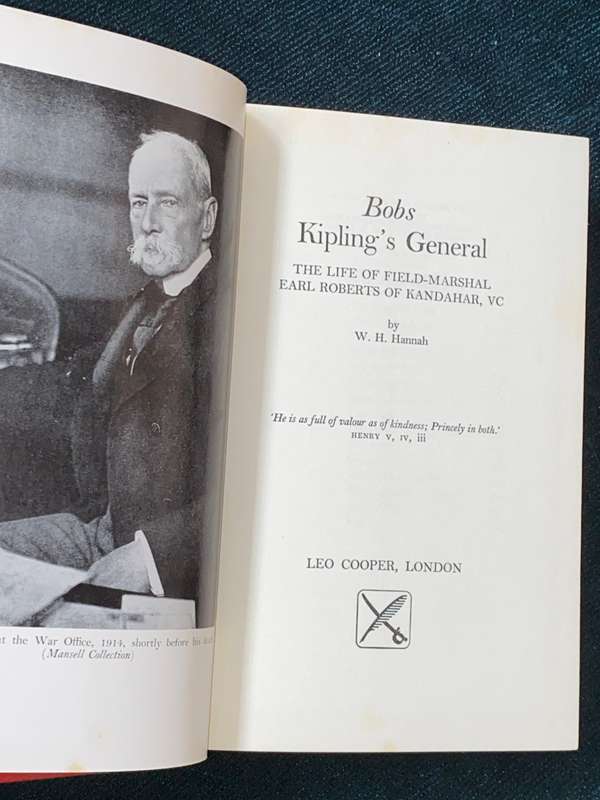 at the War Office, 1914, shortly before his
(Mansell Collection)
Bobs
Kipling's General
THE LIFE OF FIELD-MARSHAL
EARL ROBERTS OF KANDAHAR, VC
by
W. H. Hannah
'He is as full of valour as of kindness; Princely in both.'
HENRY V, IV, iii
LEO COOPER, LONDON